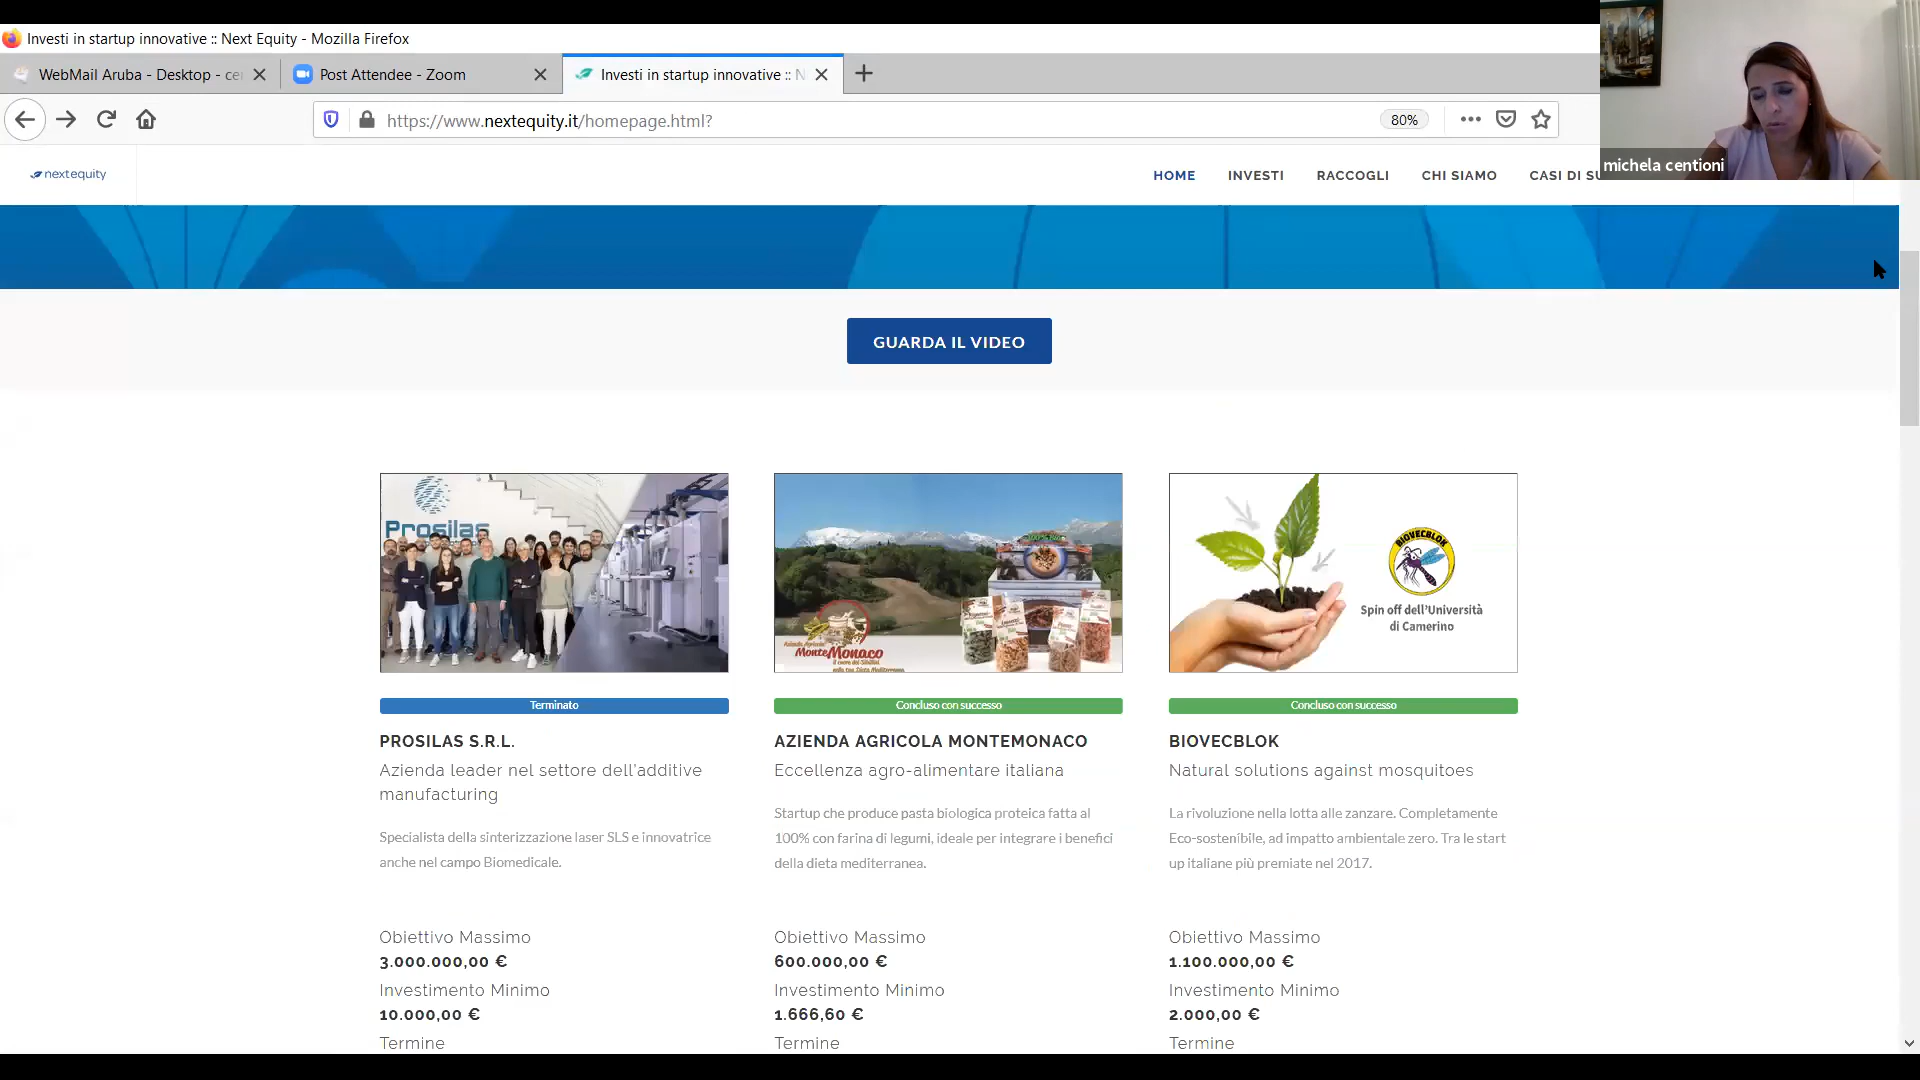 Investi in startup innovative :: Next Equity - Mozilla Firefox
WebMail Aruba - Desktop - ce
Post Attendee - Zoom
Investi in startup innovative :: N
https://www.nextequity.it/homepage.html?
80%
nextequity
HOME
INVESTI
RACCOGLI
CHI SIAMO
CASI DI SU
michela centioni
GUARDA IL VIDEO
Prosilas
MonteMonaco
BIOVECBLOK
Spin off dell'Università
di Camerino
Terminato
PROSILAS S.R.L.
Azienda leader nel settore dell'additive
manufacturing
Specialista della sinterizzazione laser SLS e innovatrice
anche nel campo Biomedicale.
Obiettivo Massimo
3.000.000,00 €
Investimento Minimo
10.000,00 €
Termine
Concluso con successo
AZIENDA AGRICOLA MONTEMONACO
Eccellenza agro-alimentare italiana
Startup che produce pasta biologica proteica fatta al
100% con farina di legumi, ideale per integrare i benefici
della dieta mediterranea.
Obiettivo Massimo
600.000,00 €
Investimento Minimo
1.666,60 €
Termine
Concluso con successo
BIOVECBLOK
Natural solutions against mosquitoes
La rivoluzione nella lotta alle zanzare. Completamente
Eco-sostenibile, ad impatto ambientale zero. Tra le start
up italiane più premiate nel 2017.
Obiettivo Massimo
1.100.000,00 €
Investimento Minimo
2.000,00 €
Termine